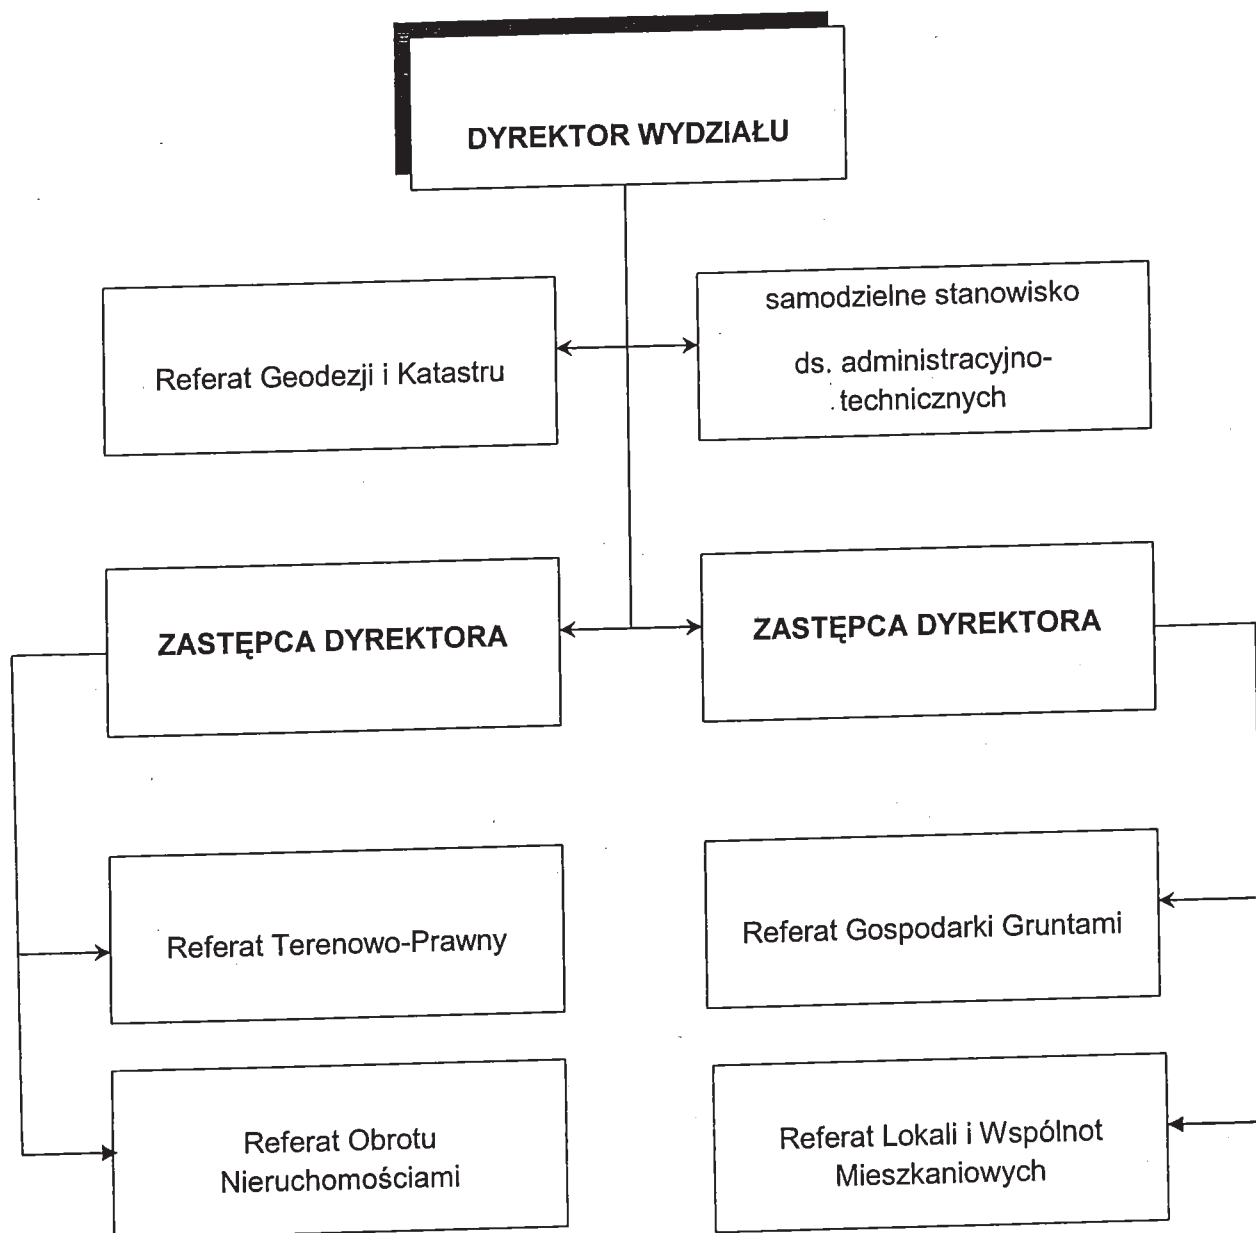 DYREKTOR WYDZIAŁU
Referat Geodezji i Katastru
samodzielne stanowisko
ds. administracyjno-
technicznych
ZASTĘPCA DYREKTORA
ZASTĘPCA DYREKTORA
Referat Terenowo-Prawny
Referat Gospodarki Gruntami
Referat Obrotu
Nieruchomościami
Referat Lokali i Wspólnot
Mieszkaniowych